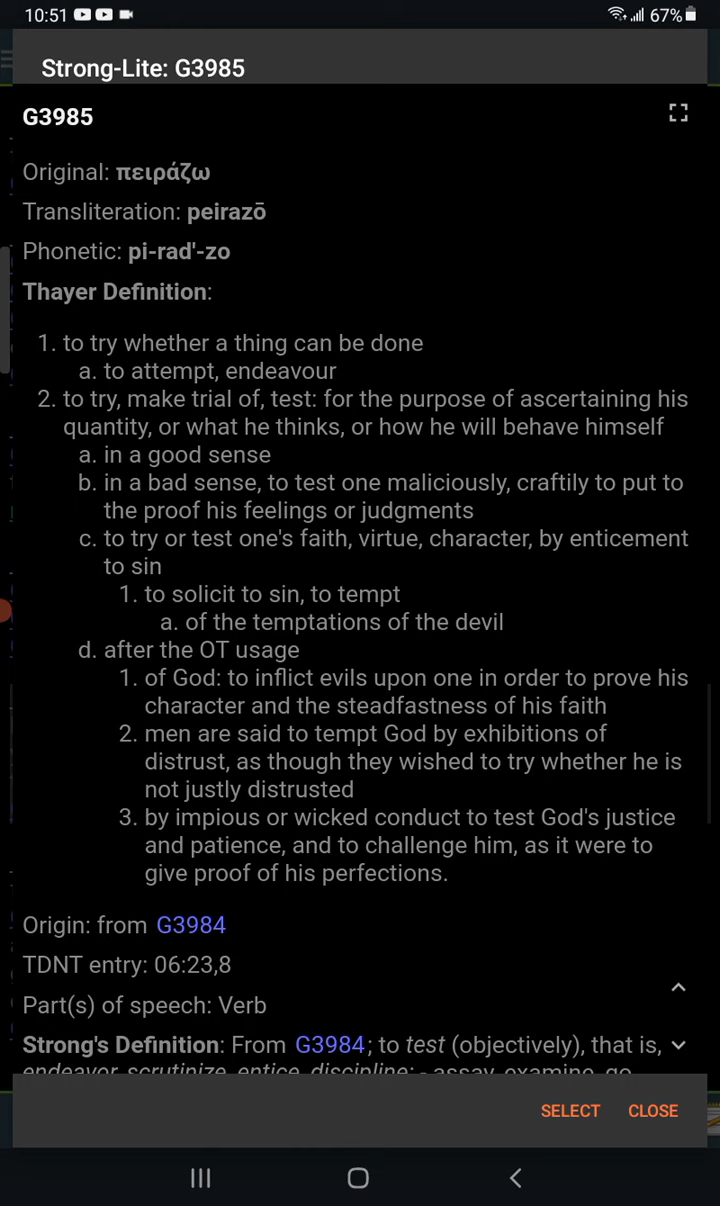 10:51
67%
Strong-Lite: G3985
G3985
Original: πειράζω
Transliteration: peirazō
Phonetic: pi-rad'-zo
Thayer Definition:
1. to try whether a thing can be done
a. to attempt, endeavour
2. to try, make trial of, test: for the purpose of ascertaining his
quantity, or what he thinks, or how he will behave himself
a. in a good sense
b. in a bad sense, to test one maliciously, craftily to put to
the proof his feelings or judgments
c. to try or test one's faith, virtue, character, by enticement
to sin
1. to solicit to sin, to tempt
a. of the temptations of the devil
d. after the OT usage
1. of God: to inflict evils upon one in order to prove his
character and the steadfastness of his faith
2. men are said to tempt God by exhibitions of
distrust, as though they wished to try whether he is
not justly distrusted
3. by impious or wicked conduct to test God's justice
and patience, and to challenge him, as it were to
give proof of his perfections.
Origin: from G3984
TDNT entry: 06:23,8
Part(s) of speech: Verb
Strong's Definition: From G3984; to test (objectively), that is,
endeavor, scrutinize, entice, discipline: - assay, examine, go
SELECT CLOSE